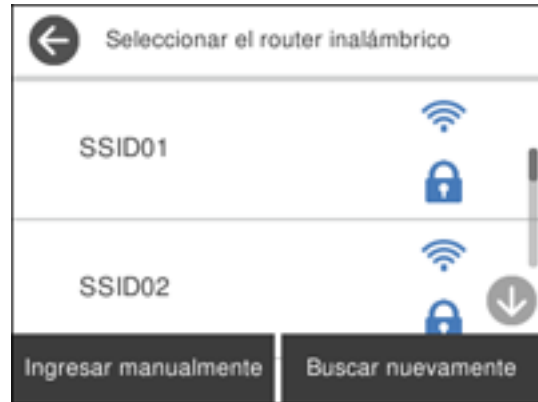 Seleccionar el router inalámbrico
SSID01
SSID02
Ingresar manualmente
Buscar nuevamente